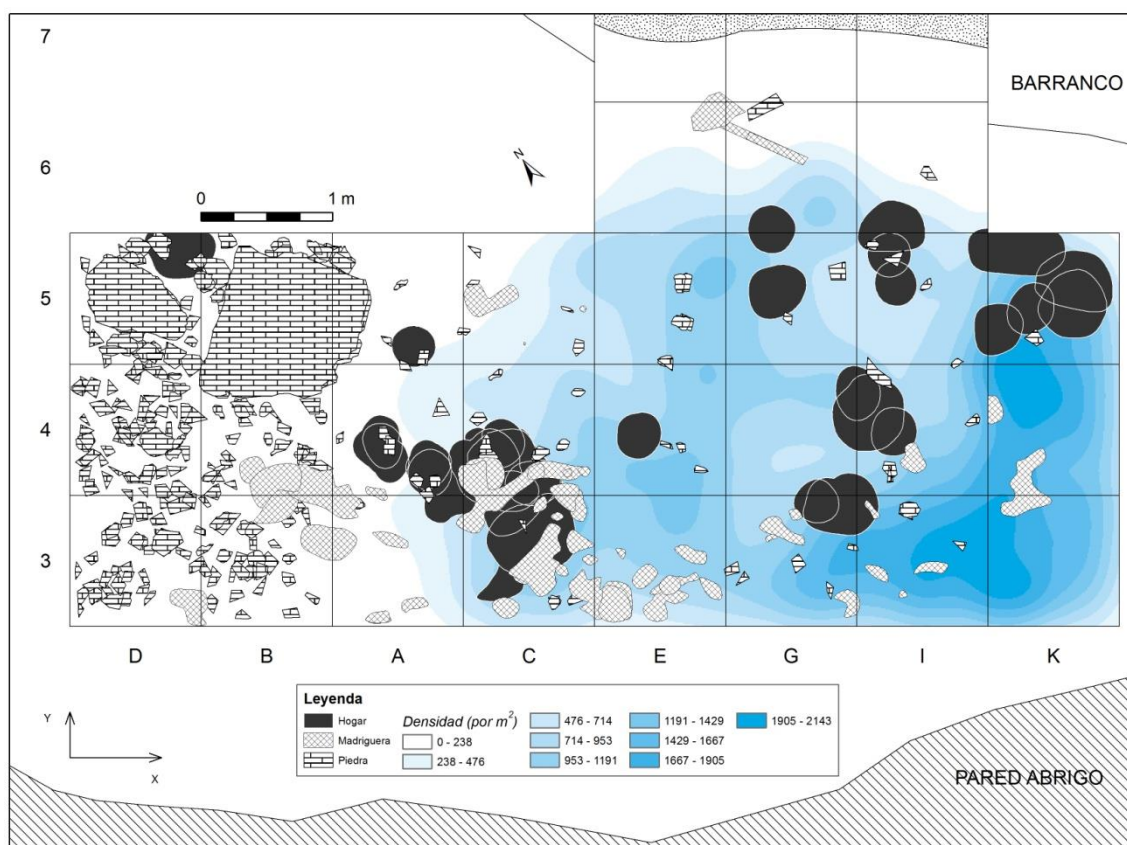 7
BARRANCO
N
6
0 1 m
5
4
3
D B A C E G I K
Leyenda
Hogar
Madriguera
Piedra
Densidad (por m²)
0 - 238
238 - 476
476 - 714
714 - 953
953 - 1191
1191 - 1429
1429 - 1667
1667 - 1905
1905 - 2143
Y
X
PARED ABRIGO